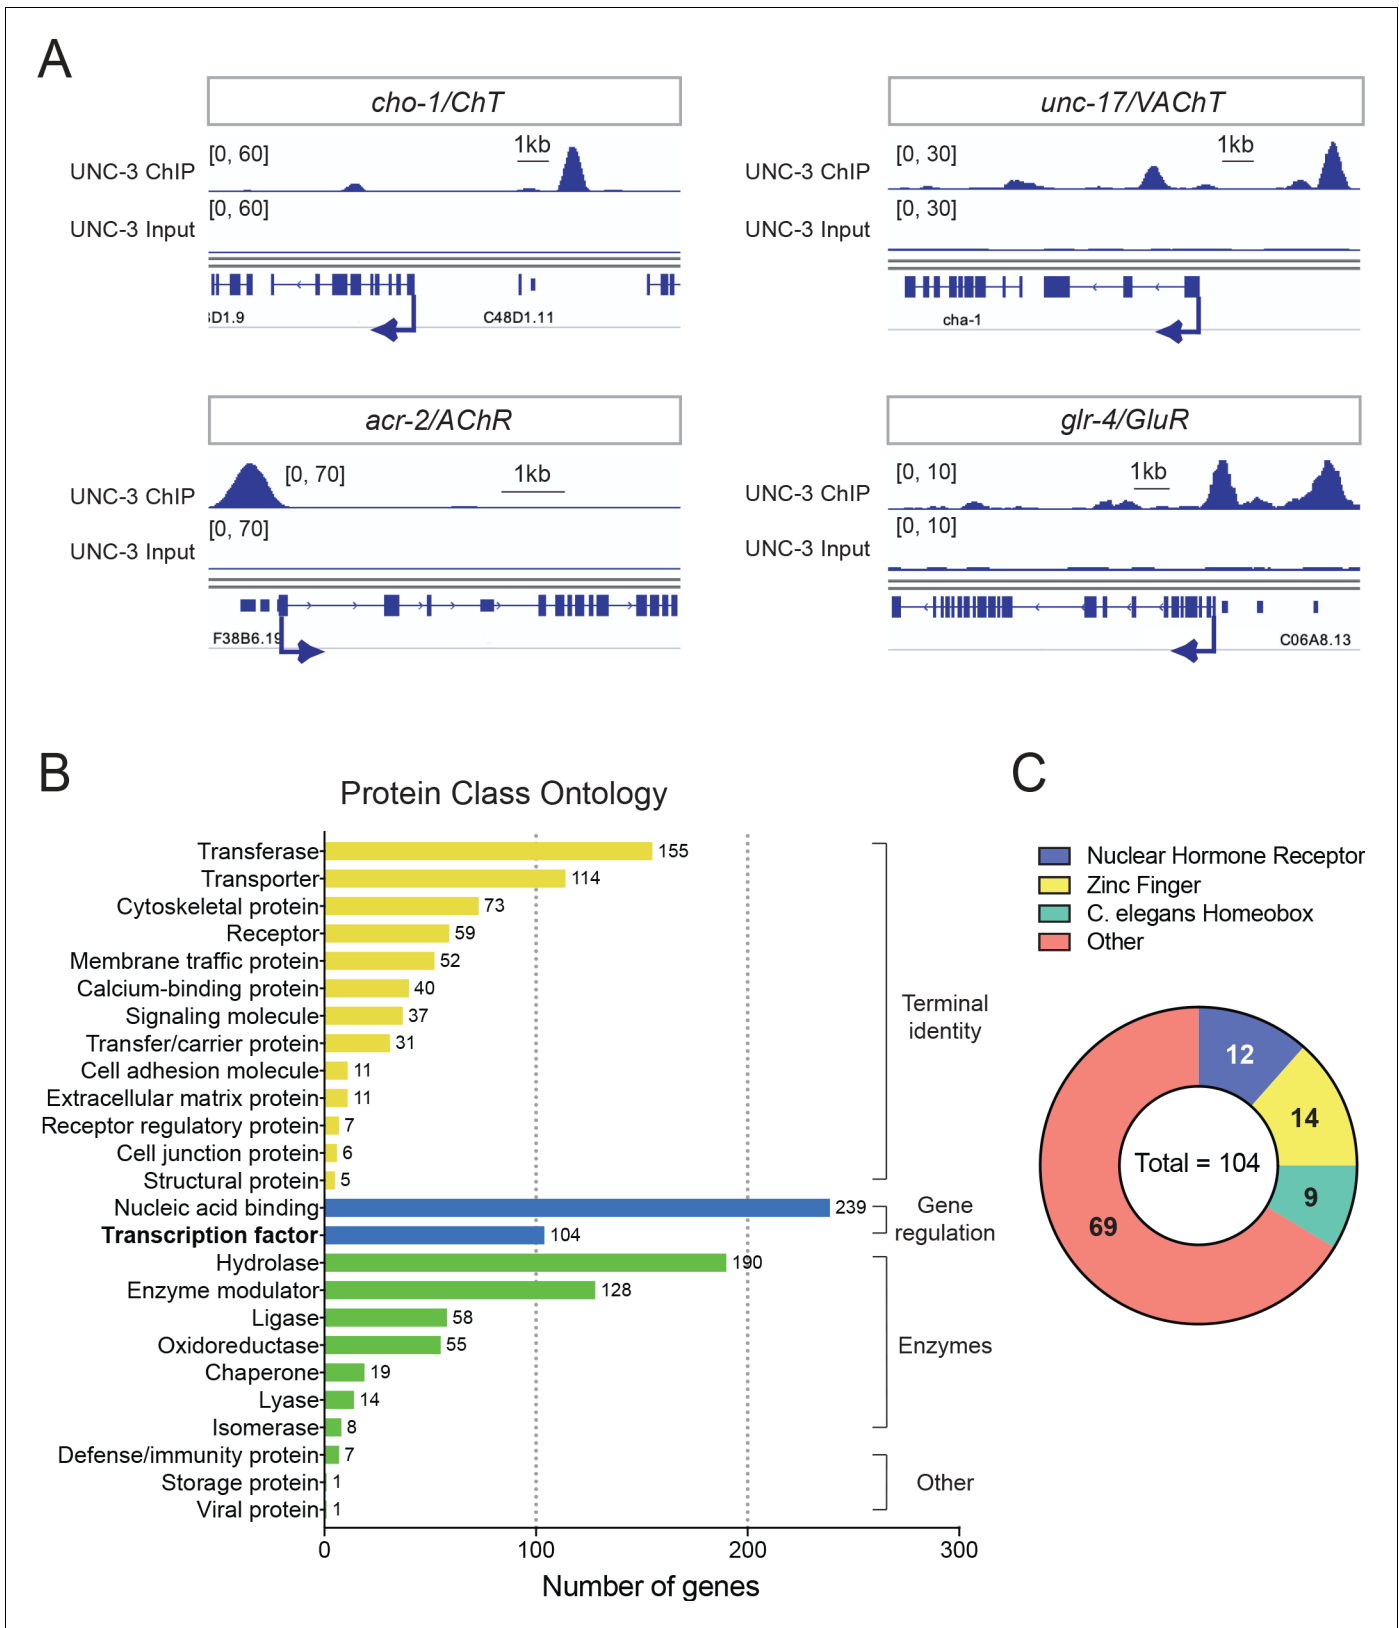 A
cho-1/ChT
UNC-3 ChIP
[0, 60]
1kb
UNC-3 Input
[0, 60]
D1.9
C48D1.11
unc-17/VAChT
UNC-3 ChIP
[0, 30]
1kb
UNC-3 Input
[0, 30]
cha-1
acr-2/AChR
UNC-3 ChIP
[0, 70]
1kb
UNC-3 Input
[0, 70]
F38B6.19
glr-4/GluR
UNC-3 ChIP
[0, 10]
1kb
UNC-3 Input
[0, 10]
C06A8.13
B
Protein Class Ontology
Transferase 155
Transporter 114
Cytoskeletal protein 73
Receptor 59
Membrane traffic protein 52
Calcium-binding protein 40
Signaling molecule 37
Transfer/carrier protein 31
Cell adhesion molecule 11
Extracellular matrix protein 11
Receptor regulatory protein 7
Cell junction protein 6
Structural protein 5
Nucleic acid binding 239
Transcription factor 104
Hydrolase 190
Enzyme modulator 128
Ligase 58
Oxidoreductase 55
Chaperone 19
Lyase 14
Isomerase 8
Defense/immunity protein 7
Storage protein 1
Viral protein 1
Terminal
identity
Gene
regulation
Enzymes
Other
0 100 200 300
Number of genes
C
Nuclear Hormone Receptor
Zinc Finger
C. elegans Homeobox
Other
12
14
9
69
Total = 104